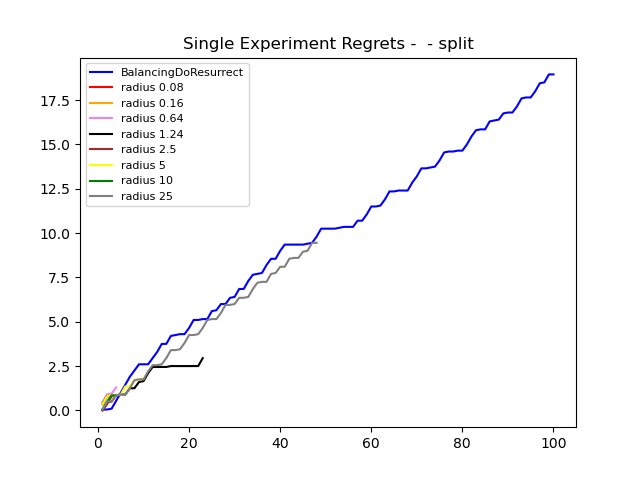 Single Experiment Regrets -  - split
BalancingDoResurrect
radius 0.08
radius 0.16
radius 0.64
radius 1.24
radius 2.5
radius 5
radius 10
radius 25
17.5
15.0
12.5
10.0
7.5
5.0
2.5
0.0
0 20 40 60 80 100